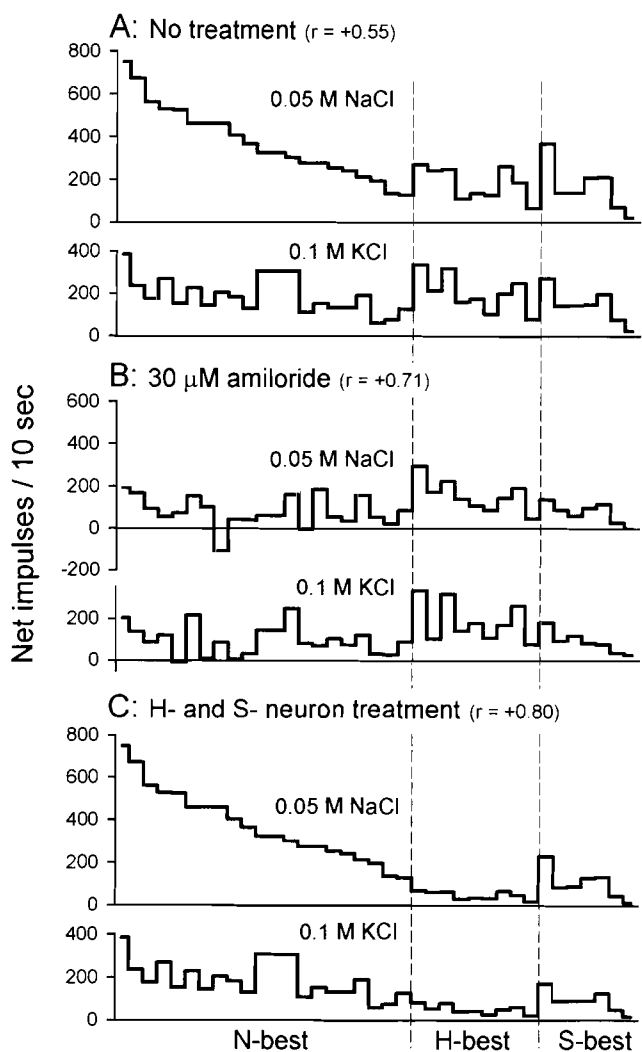 A: No treatment (r = +0.55)
800
600
400
200
0
0.05 M NaCl
400
200
0
0.1 M KCl
B: 30 μM amiloride (r = +0.71)
600
400
200
0
-200
0.05 M NaCl
200
0
0.1 M KCl
C: H- and S- neuron treatment (r = +0.80)
800
600
400
200
0
0.05 M NaCl
400
200
0
0.1 M KCl
Net impulses / 10 sec
N-best H-best S-best